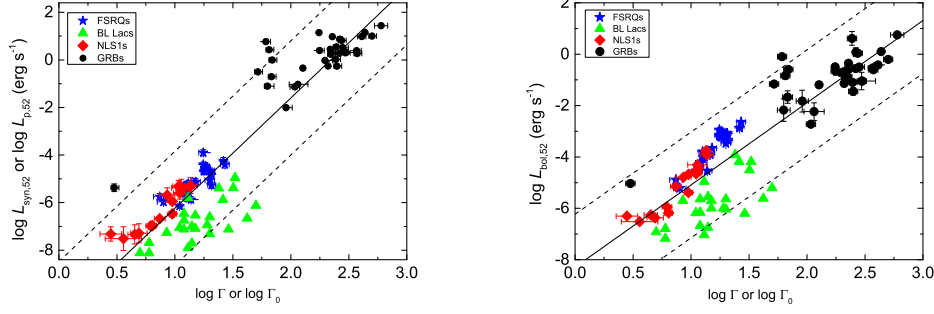 log L_syn,52 or log L_p,52 (erg s⁻¹)
2
0
-2
-4
-6
-8
FSRQs
BL Lacs
NLS1s
GRBs
0.0 0.5 1.0 1.5 2.0 2.5 3.0
log Γ or log Γ_0
log L_bol,52 (erg s⁻¹)
2
0
-2
-4
-6
-8
FSRQs
BL Lacs
NLS1s
GRBs
0.0 0.5 1.0 1.5 2.0 2.5 3.0
log Γ or log Γ_0